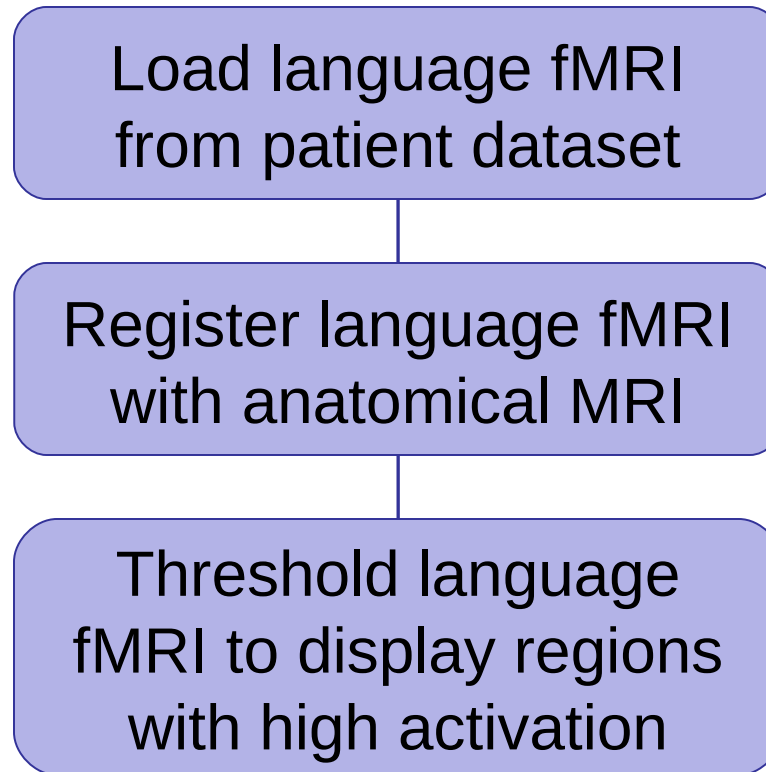 Load language fMRI
from patient dataset
Register language fMRI
with anatomical MRI
Threshold language
fMRI to display regions
with high activation